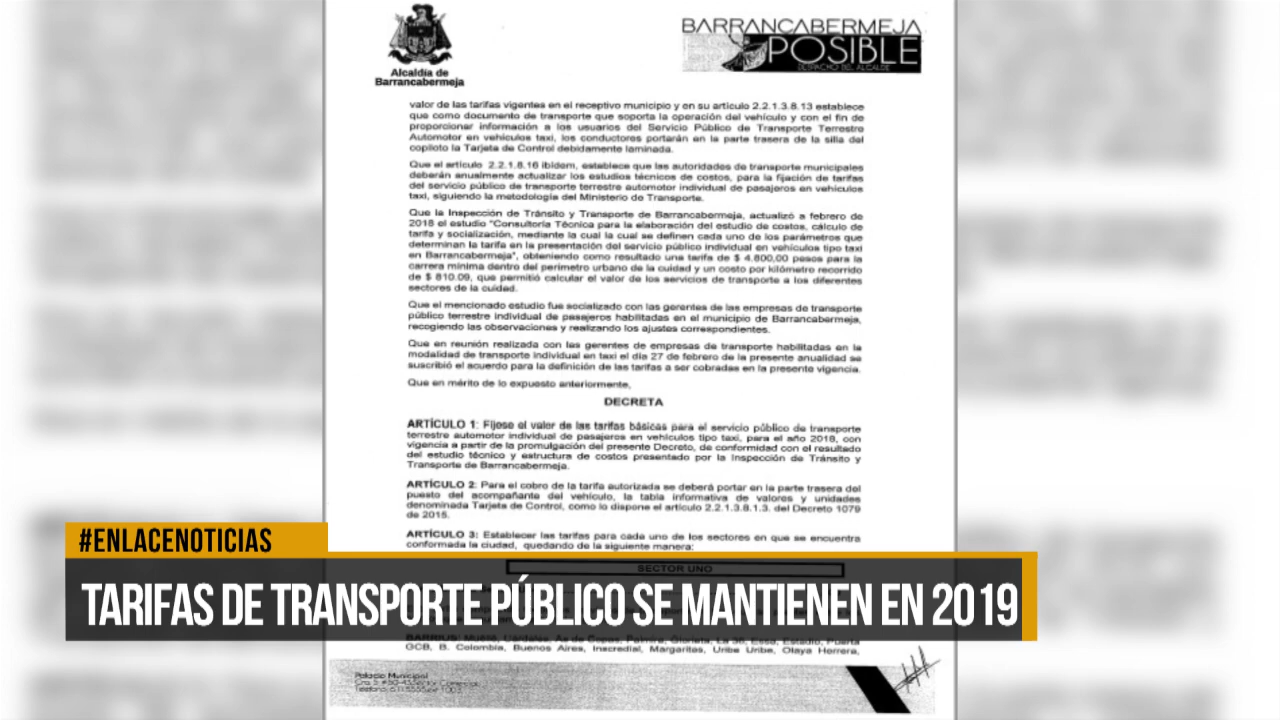 Alcaldía de
Barrancabermeja
BARRANCABERMEJA
ES POSIBLE
DESPACHO DEL ALCALDE
valor de las tarifas vigentes en el receptivo municipio y en su artículo 2.2.1.3.8.13 establece
que como documento de transporte que soporta la operación del vehículo y con el fin de
proporcionar información a los usuarios del Servicio Público de Transporte Terrestre
Automotor en vehículos taxi, los conductores portarán en la parte trasera de la silla del
copiloto la Tarjeta de Control debidamente laminada.
Que el artículo 2.2.1.8.16 ibídem, establece que las autoridades de transporte municipales
deberán anualmente actualizar los estudios técnicos de costos, para la fijación de tarifas
del servicio público de transporte terrestre automotor individual de pasajeros en vehículos
taxi, siguiendo la metodología del Ministerio de Transporte.
Que la Inspección de Tránsito y Transporte de Barrancabermeja, actualizó a febrero de
2018 el estudio "Consultoría Técnica para la elaboración del estudio de costos, cálculo de
tarifa y socialización, mediante la cual la cual se definen cada uno de los parámetros que
determinan la tarifa en la presentación del servicio público individual en vehículos tipo taxi
en Barrancabermeja", obteniendo como resultado una tarifa de $ 4.800,00 pesos para la
carrera mínima dentro del perímetro urbano de la cuidad y un costo por kilómetro recorrido
de $ 810.09, que permitió calcular el valor de los servicios de transporte a los diferentes
sectores de la cuidad.
Que el mencionado estudio fue socializado con las gerentes de las empresas de transporte
público terrestre individual de pasajeros habilitadas en el municipio de Barrancabermeja,
recogiendo las observaciones y realizando los ajustes correspondientes.
Que en reunión realizada con las gerentes de empresas de transporte habilitadas en la
modalidad de transporte individual en taxi el día 27 de febrero de la presente anualidad se
suscribió el acuerdo para la definición de las tarifas a ser cobradas en la presente vigencia.
Que en mérito de lo expuesto anteriormente,
DECRETA
ARTÍCULO 1: Fíjese el valor de las tarifas básicas para el servicio público de transporte
terrestre automotor individual de pasajeros en vehículos tipo taxi, para el año 2018, con
vigencia a partir de la promulgación del presente Decreto, de conformidad con el resultado
del estudio técnico y estructura de costos presentado por la Inspección de Tránsito y
Transporte de Barrancabermeja.
ARTÍCULO 2: Para el cobro de la tarifa autorizada se deberá portar en la parte trasera del
puesto del acompañante del vehículo, la tabla informativa de valores y unidades
denominada Tarjeta de Control, como lo dispone el artículo 2.2.1.3.8.1.3. del Decreto 1079
de 2015.
ARTÍCULO 3: Establecer las tarifas para cada uno de los sectores en que se encuentra
conformada la ciudad, quedando de la siguiente manera:
SECTOR UNO
#ENLACENOTICIAS
TARIFAS DE TRANSPORTE PÚBLICO SE MANTIENEN EN 2019
GCB, B. Colombia, Buenos Aires, Inscredial, Margaritas, Uribe Uribe, Olaya Herrera,
Palacio Municipal